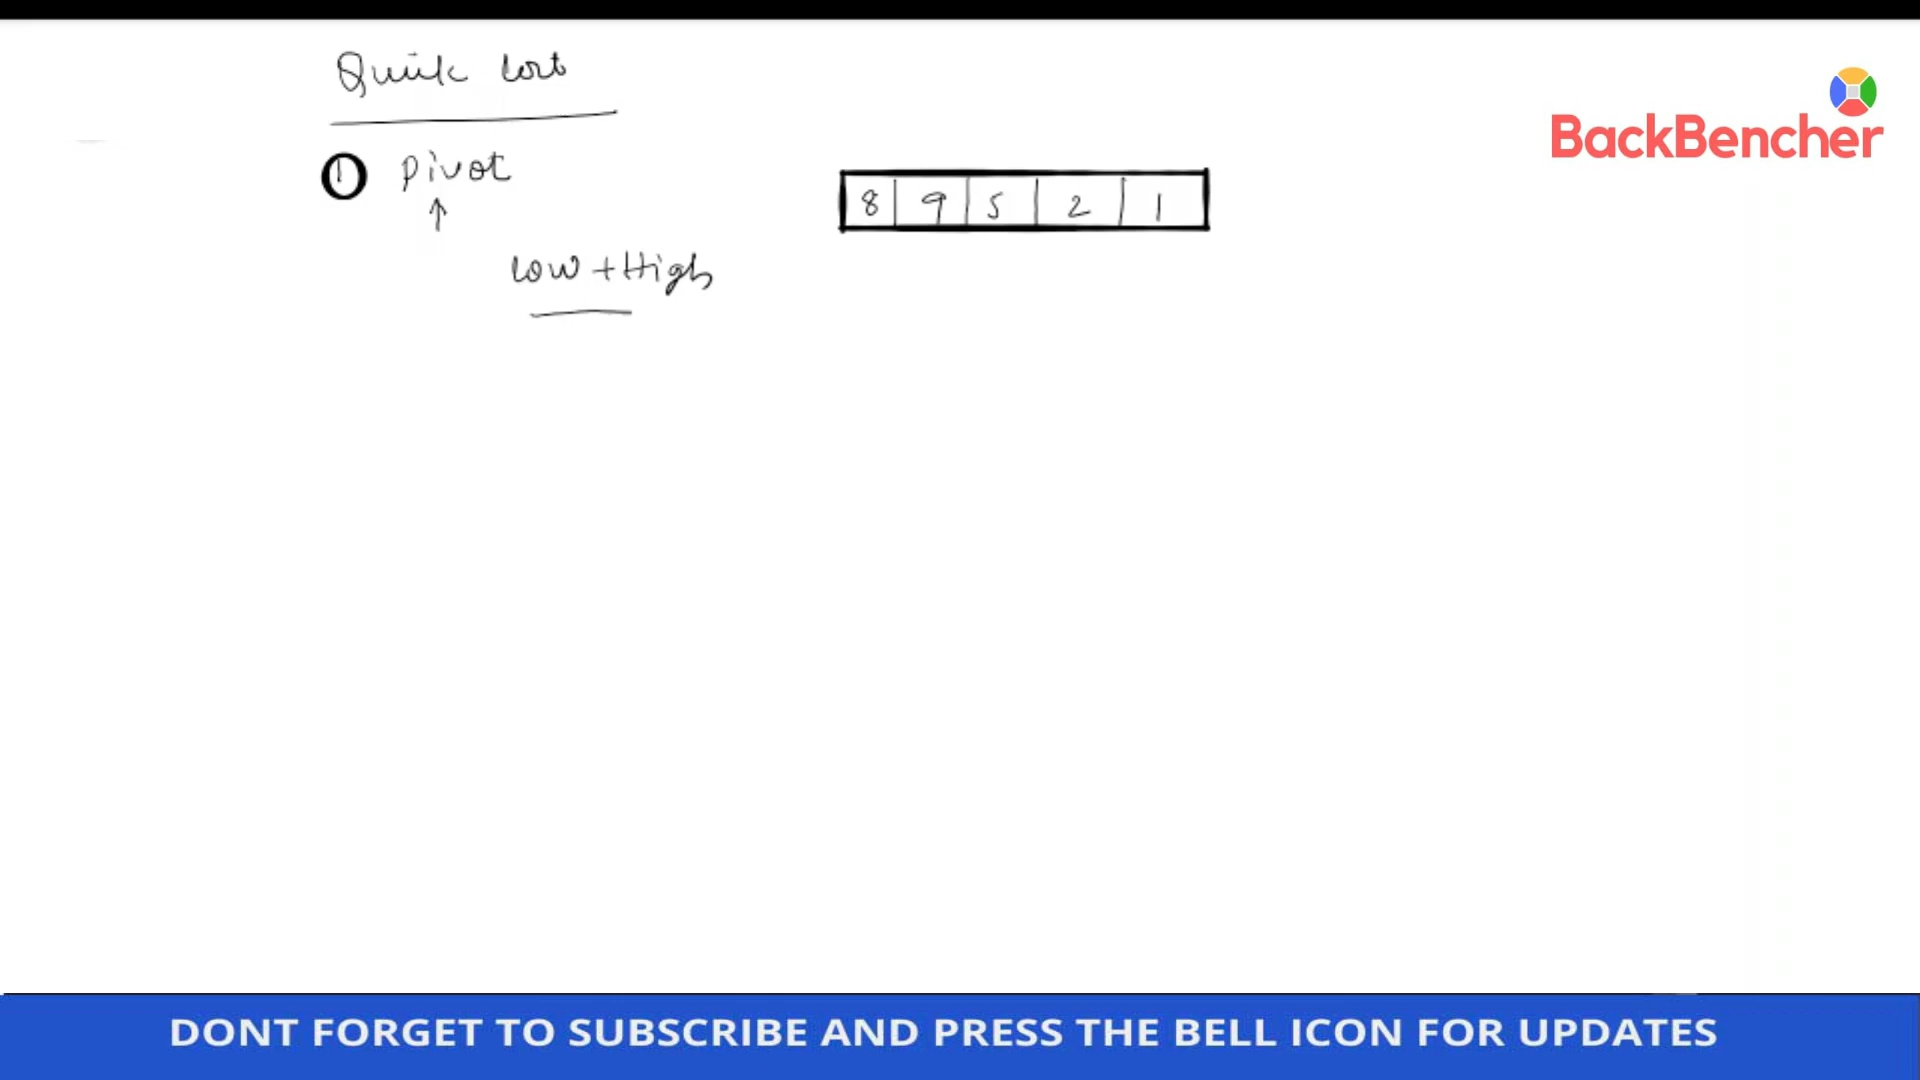 Quick Sort
① Pivot
↑
Low + High
8 9 5 2 1
BackBencher
DONT FORGET TO SUBSCRIBE AND PRESS THE BELL ICON FOR UPDATES